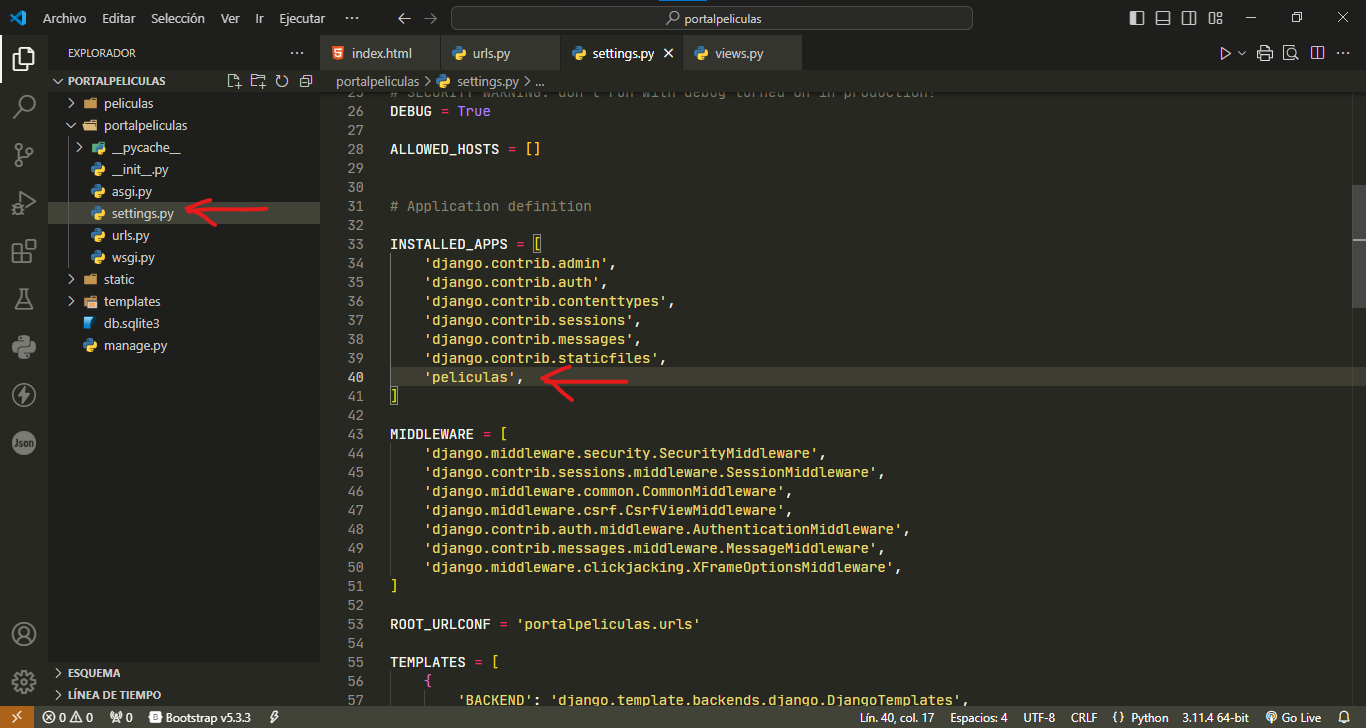 Archivo Editar Selección Ver Ir Ejecutar ··· portalpeliculas
EXPLORADOR ···
index.html urls.py settings.py views.py
PORTALPELICULAS
portalpeliculas > settings.py > ...
peliculas
portalpeliculas
__pycache__
__init__.py
asgi.py
settings.py
urls.py
wsgi.py
static
templates
db.sqlite3
manage.py
ESQUEMA
LÍNEA DE TIEMPO
25 # SECURITY WARNING: don't run with debug turned on in production!
26 DEBUG = True
27
28 ALLOWED_HOSTS = []
29
30
31 # Application definition
32
33 INSTALLED_APPS = [
34 'django.contrib.admin',
35 'django.contrib.auth',
36 'django.contrib.contenttypes',
37 'django.contrib.sessions',
38 'django.contrib.messages',
39 'django.contrib.staticfiles',
40 'peliculas',
41 ]
42
43 MIDDLEWARE = [
44 'django.middleware.security.SecurityMiddleware',
45 'django.contrib.sessions.middleware.SessionMiddleware',
46 'django.middleware.common.CommonMiddleware',
47 'django.middleware.csrf.CsrfViewMiddleware',
48 'django.contrib.auth.middleware.AuthenticationMiddleware',
49 'django.contrib.messages.middleware.MessageMiddleware',
50 'django.middleware.clickjacking.XFrameOptionsMiddleware',
51 ]
52
53 ROOT_URLCONF = 'portalpeliculas.urls'
54
55 TEMPLATES = [
56 {
57 'BACKEND': 'django.template.backends.django.DjangoTemplates',
Json
0 0 0 Bootstrap v5.3.3 Lín. 40, col. 17 Espacios: 4 UTF-8 CRLF {} Python 3.11.4 64-bit Go Live